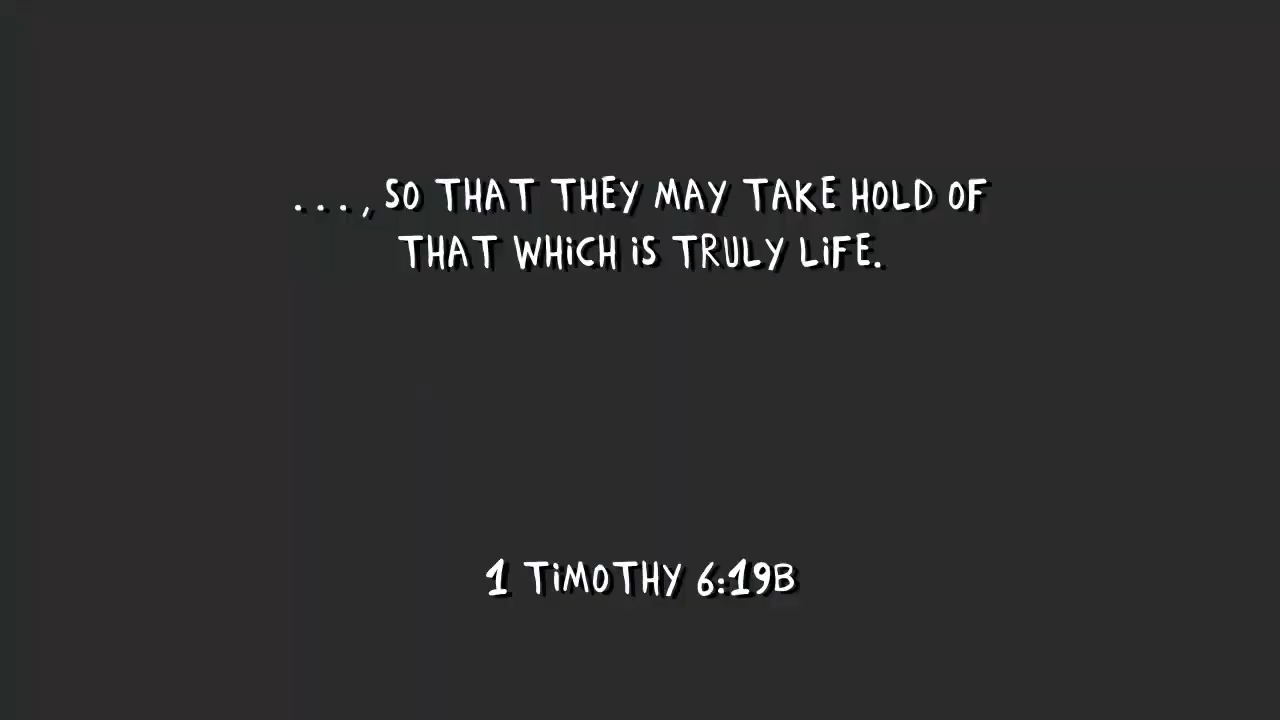 ..., SO THAT THEY MAY TAKE HOLD OF
THAT WHiCH iS TRULY LiFE.
1 TiMOTHY 6:19B